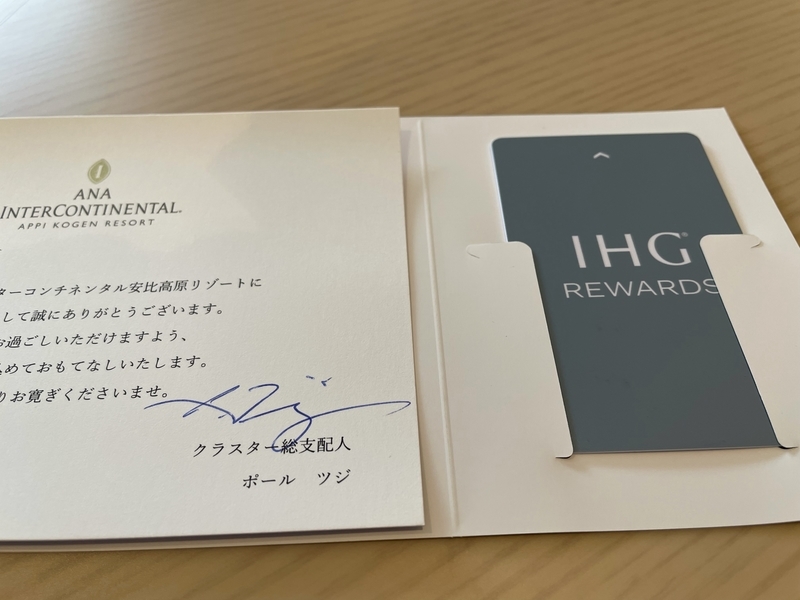 ANA
INTERCONTINENTAL.
APPI KOGEN RESORT
ターコンチネンタル安比高原リゾートに
して誠にありがとうございます。
お過ごしいただけますよう、
込めておもてなしいたします。
りお寛ぎくださいませ。
クラスター総支配人
ポール ツジ
IHG®
REWARDS